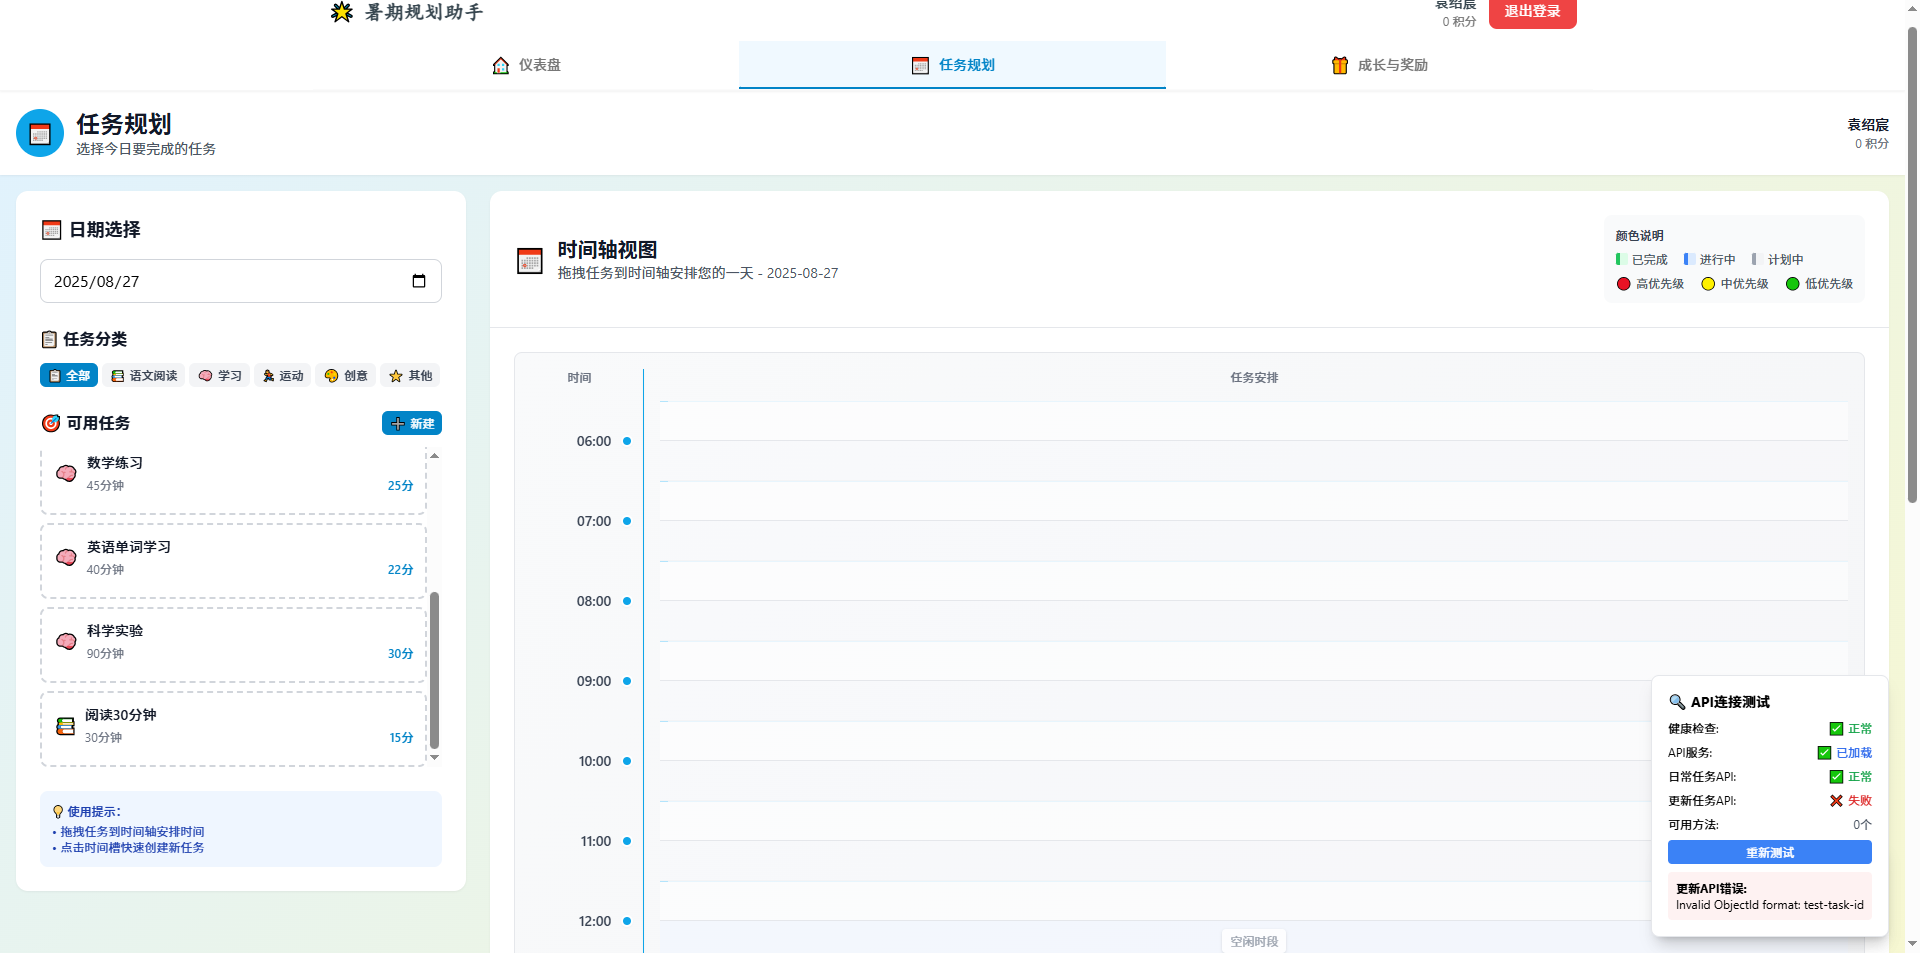 暑期规划助手
袁绍宸
0 积分
退出登录
仪表盘
任务规划
成长与奖励
任务规划
选择今日要完成的任务
袁绍宸
0 积分
日期选择
2025/08/27
任务分类
全部
语文阅读
学习
运动
创意
其他
可用任务
新建
数学练习
45分钟
25分
英语单词学习
40分钟
22分
科学实验
90分钟
30分
阅读30分钟
30分钟
15分
使用提示：
• 拖拽任务到时间轴安排时间
• 点击时间槽快速创建新任务
时间轴视图
拖拽任务到时间轴安排您的一天 - 2025-08-27
颜色说明
已完成
进行中
计划中
高优先级
中优先级
低优先级
时间
任务安排
06:00
07:00
08:00
09:00
10:00
11:00
12:00
空闲时段
API连接测试
健康检查:
正常
API服务:
已加载
日常任务API:
正常
更新任务API:
失败
可用方法:
0个
重新测试
更新API错误:
Invalid ObjectId format: test-task-id